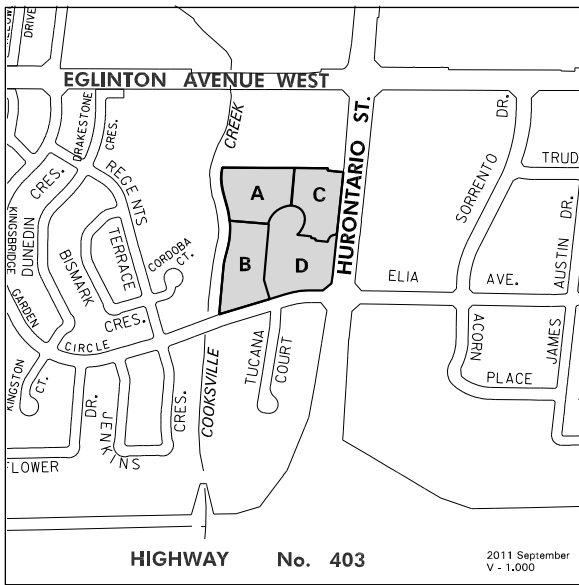 DRIVE
EGLINTON AVENUE WEST
DRAKESTONE
CRES.
CREEK
HURONTARIO ST.
DR.
SORRENTO
TRUD
CRES.
REGENTS
KINGSBRIDGE
DUNEDIN
BISMARK
TERRACE
CORDOBA
CT.
A
C
B
D
ELIA
AVE.
AUSTIN DR.
GARDEN
CRES.
CIRCLE
KINGSTON
CT.
DR.
JENKINS
CRES.
COOKSVILLE
TUCANA
COURT
ACORN
PLACE
JAMES
FLOWER
HIGHWAY No. 403
2011 September
V - 1.000